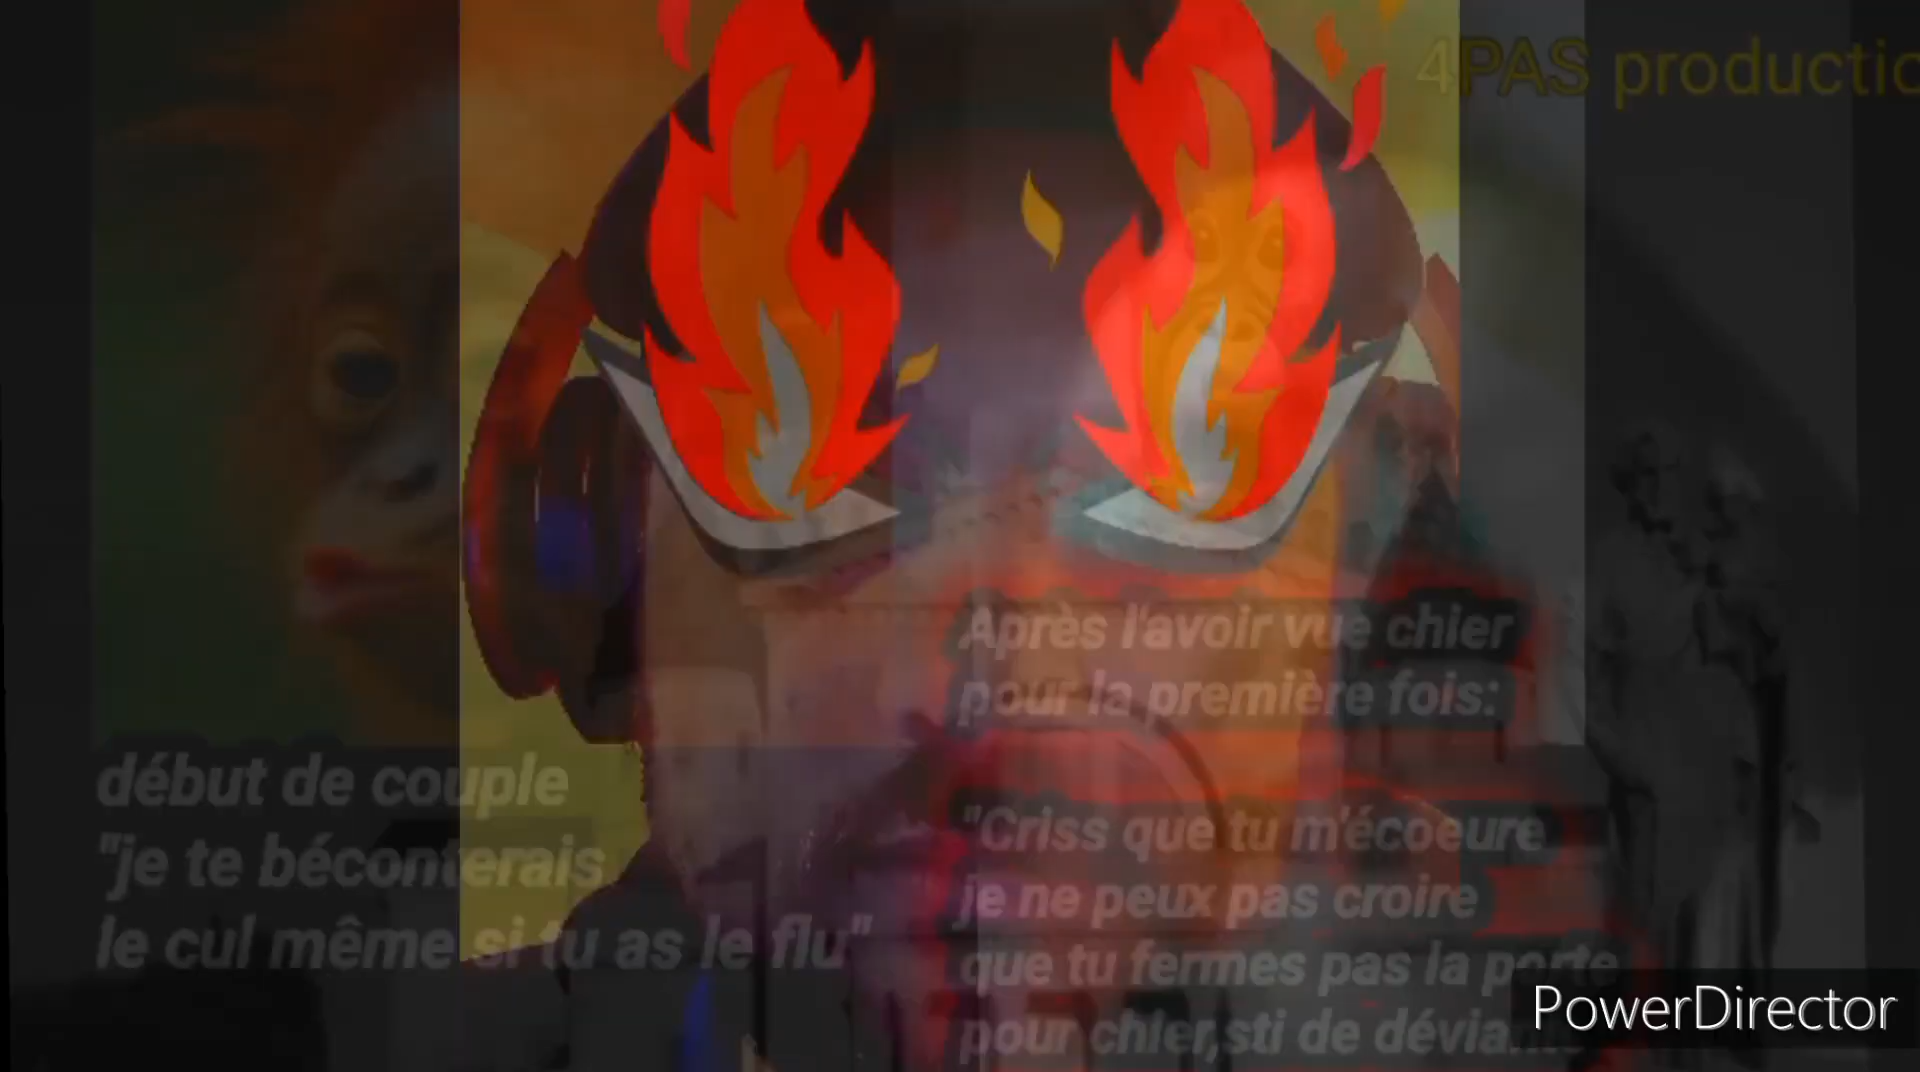 4PAS productio
Après l'avoir vue chier
pour la première fois:
début de couple
"je te béconterais
le cul même si tu as le flu"
"Criss que tu m'écoeure
je ne peux pas croire
que tu fermes pas la porte
pour chier,sti de dévia
PowerDirector